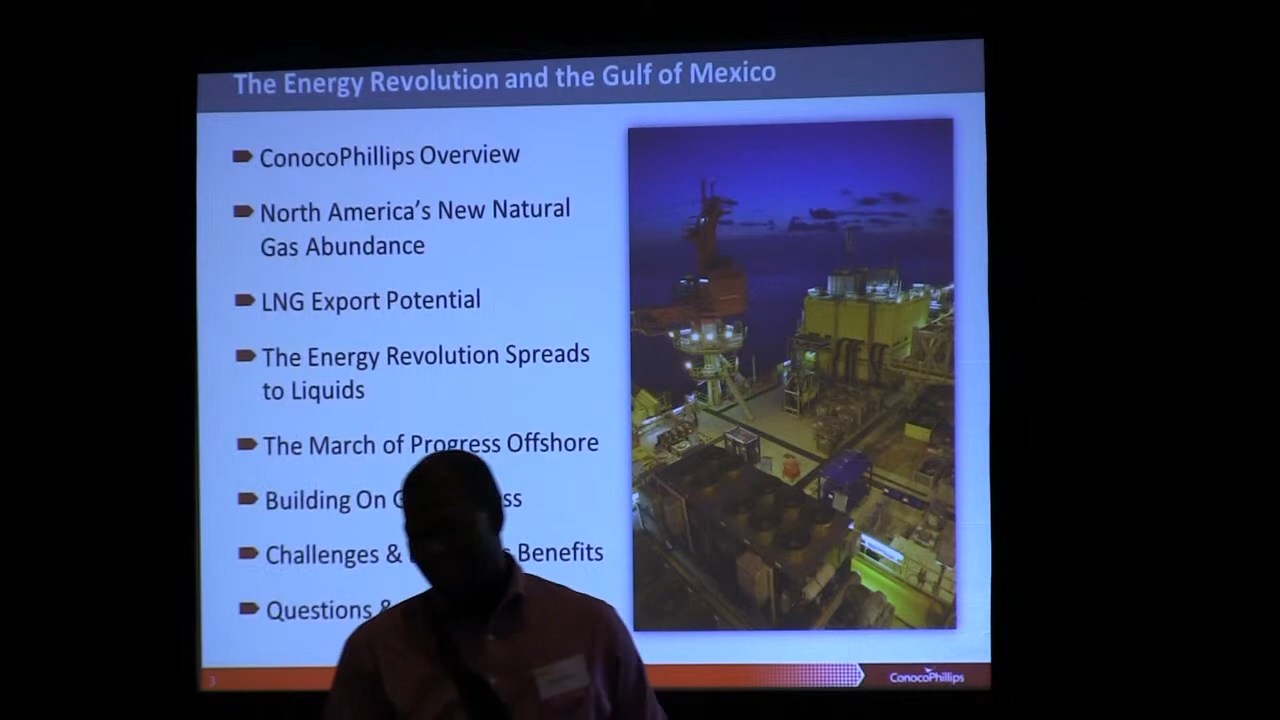 The Energy Revolution and the Gulf of Mexico
ConocoPhillips Overview
North America's New Natural
Gas Abundance
LNG Export Potential
The Energy Revolution Spreads
to Liquids
The March of Progress Offshore
Building On
Challenges & Benefits
Questions &
3
ConocoPhillips